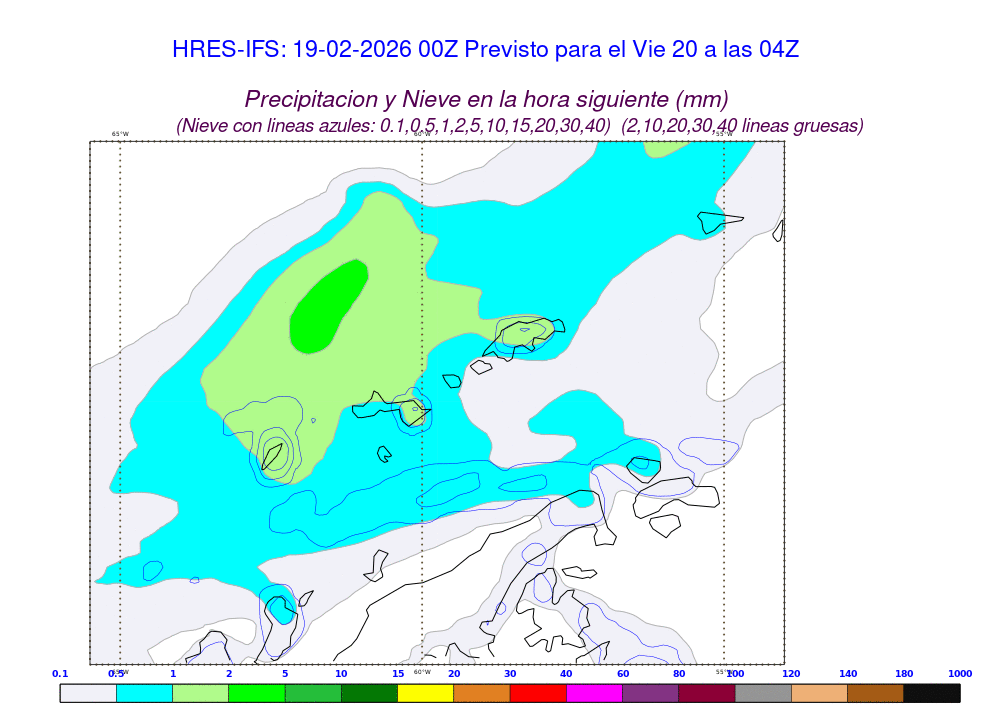 HRES-IFS: 19-02-2026 00Z Previsto para el Vie 20 a las 04Z
Precipitacion y Nieve en la hora siguiente (mm)
(Nieve con lineas azules: 0.1,0.5,1,2,5,10,15,20,30,40) (2,10,20,30,40 lineas gruesas)
65°W 60°W 55°W
65°W 60°W 55°W
0.1 0.5 1 2 5 10 15 20 30 40 60 80 100 120 140 180 1000